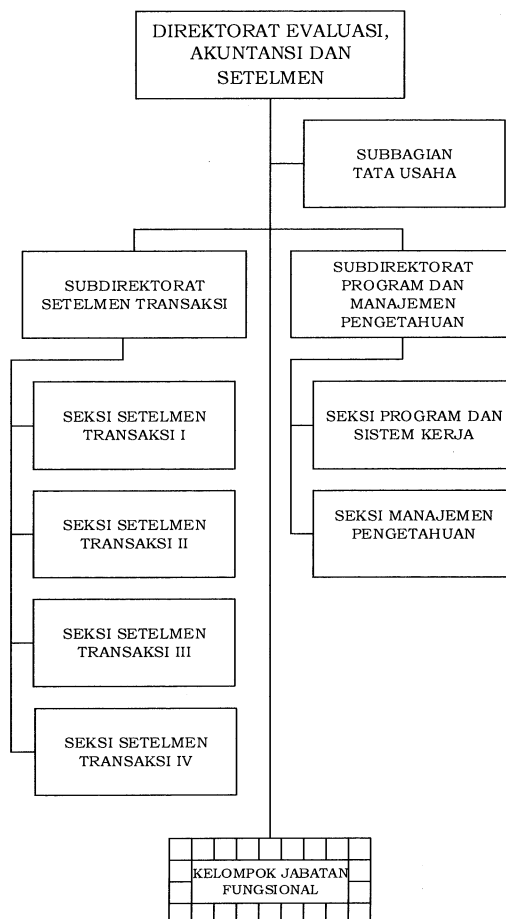 DIREKTORAT EVALUASI,
AKUNTANSI DAN
SETELMEN
SUBBAGIAN
TATA USAHA
SUBDIREKTORAT
SETELMEN TRANSAKSI
SUBDIREKTORAT
PROGRAM DAN
MANAJEMEN
PENGETAHUAN
SEKSI SETELMEN
TRANSAKSI I
SEKSI SETELMEN
TRANSAKSI II
SEKSI SETELMEN
TRANSAKSI III
SEKSI SETELMEN
TRANSAKSI IV
SEKSI PROGRAM DAN
SISTEM KERJA
SEKSI MANAJEMEN
PENGETAHUAN
KELOMPOK JABATAN
FUNGSIONAL